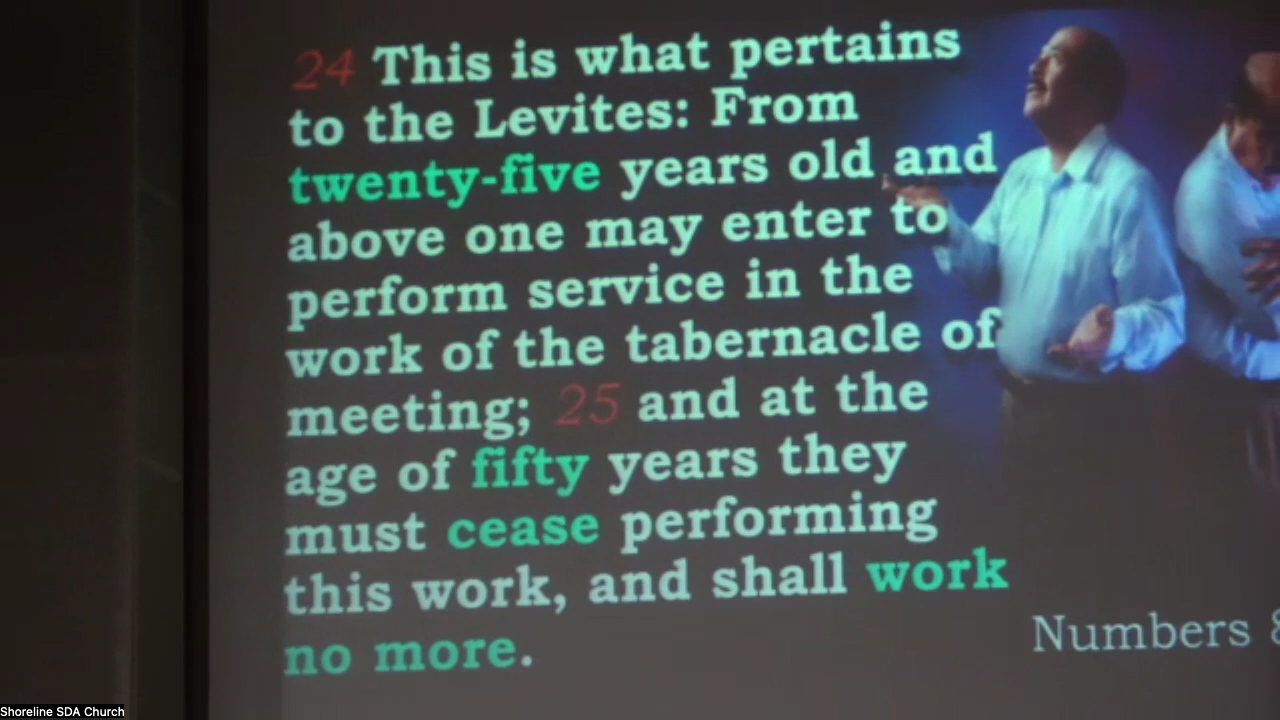 24 This is what pertains
to the Levites: From
twenty-five years old and
above one may enter to
perform service in the
work of the tabernacle of
meeting; 25 and at the
age of fifty years they
must cease performing
this work, and shall work
no more.
Numbers 8
Shoreline SDA Church